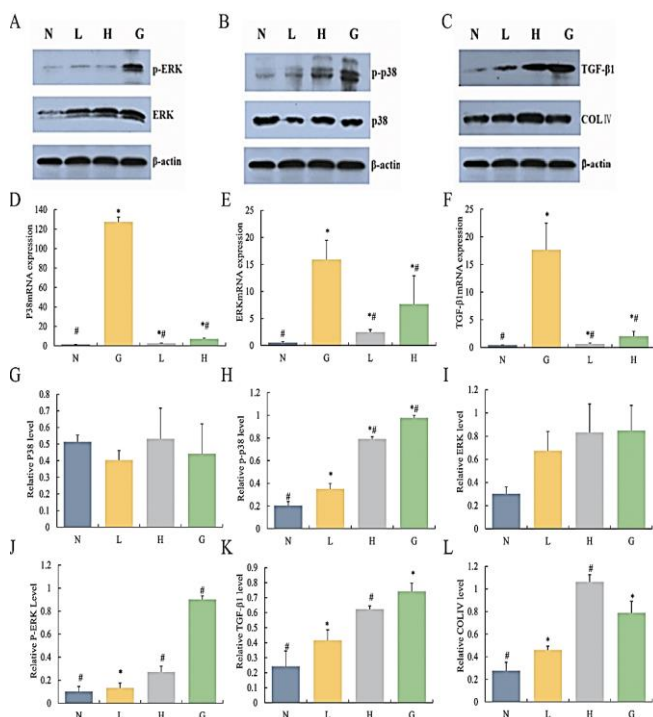 A
N L H G
p-ERK
ERK
β-actin
B
N L H G
p-p38
p38
β-actin
C
N L H G
TGF-β1
COL Ⅳ
β-actin
D
P38mRNA expression
140
120
100
80
60
40
20
0
# * *# *#
N G L H
E
ERKmRNA expression
25
20
15
10
5
0
# * *# *#
N G L H
F
TGF-β1mRNA expression
25
20
15
10
5
0
# * *# *#
N G L H
G
Relative P38 level
0.8
0.7
0.6
0.5
0.4
0.3
0.2
0.1
0
N L H G
H
Relative p-p38 level
1.2
1
0.8
0.6
0.4
0.2
0
# * *# *#
N L H G
I
Relative ERK level
1.2
1
0.8
0.6
0.4
0.2
0
N L H G
J
Relative P-ERK Level
1
0.8
0.6
0.4
0.2
0
# * # #
N L H G
K
Relative TGF-β1 level
0.9
0.8
0.7
0.6
0.5
0.4
0.3
0.2
0.1
0
# * # *
N L H G
L
Relative COLIV level
1.2
1
0.8
0.6
0.4
0.2
0
# * # *
N L H G